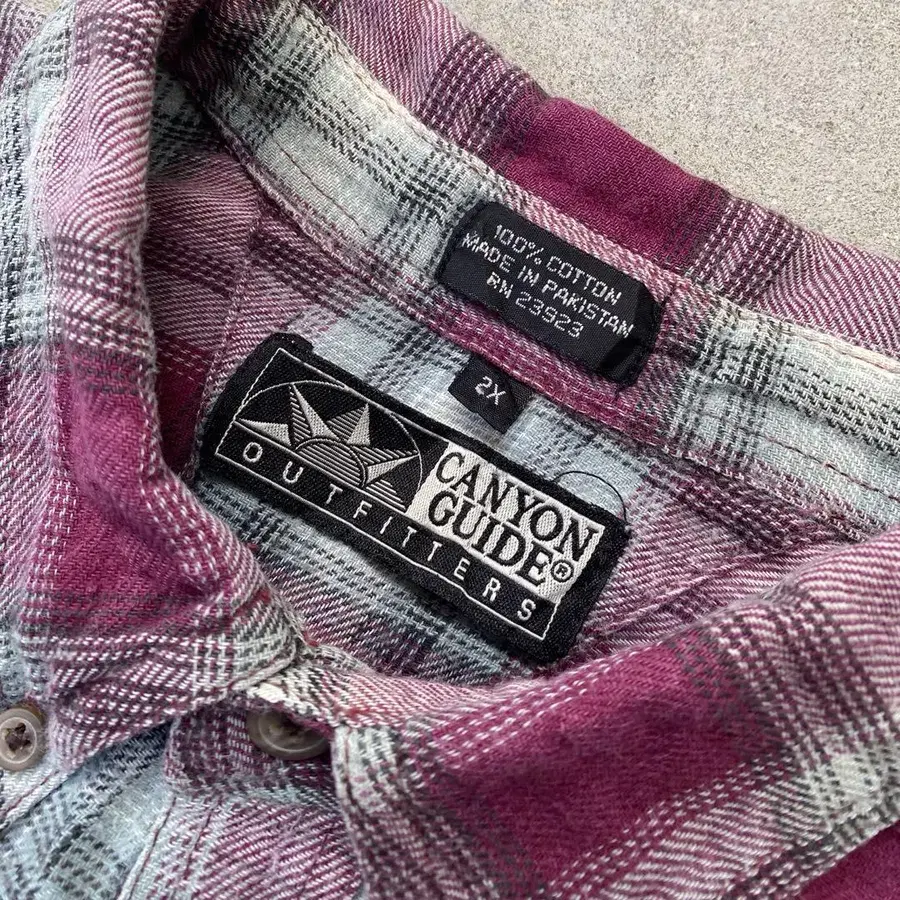 100% COTTON
MADE IN PAKISTAN
RN 23923
2X
CANYON
GUIDE®
OUTFITTERS